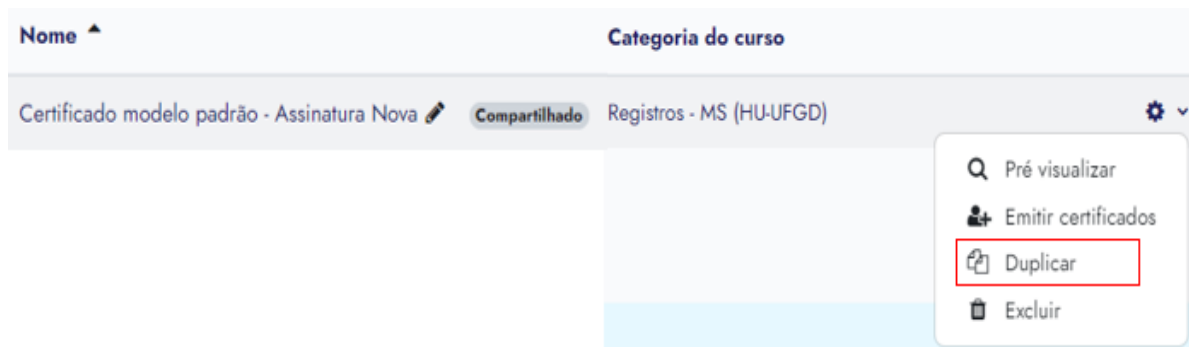 Nome
Categoria do curso
Certificado modelo padrão - Assinatura Nova
Compartilhado
Registros - MS (HU-UFGD)
Pré visualizar
Emitir certificados
Duplicar
Excluir